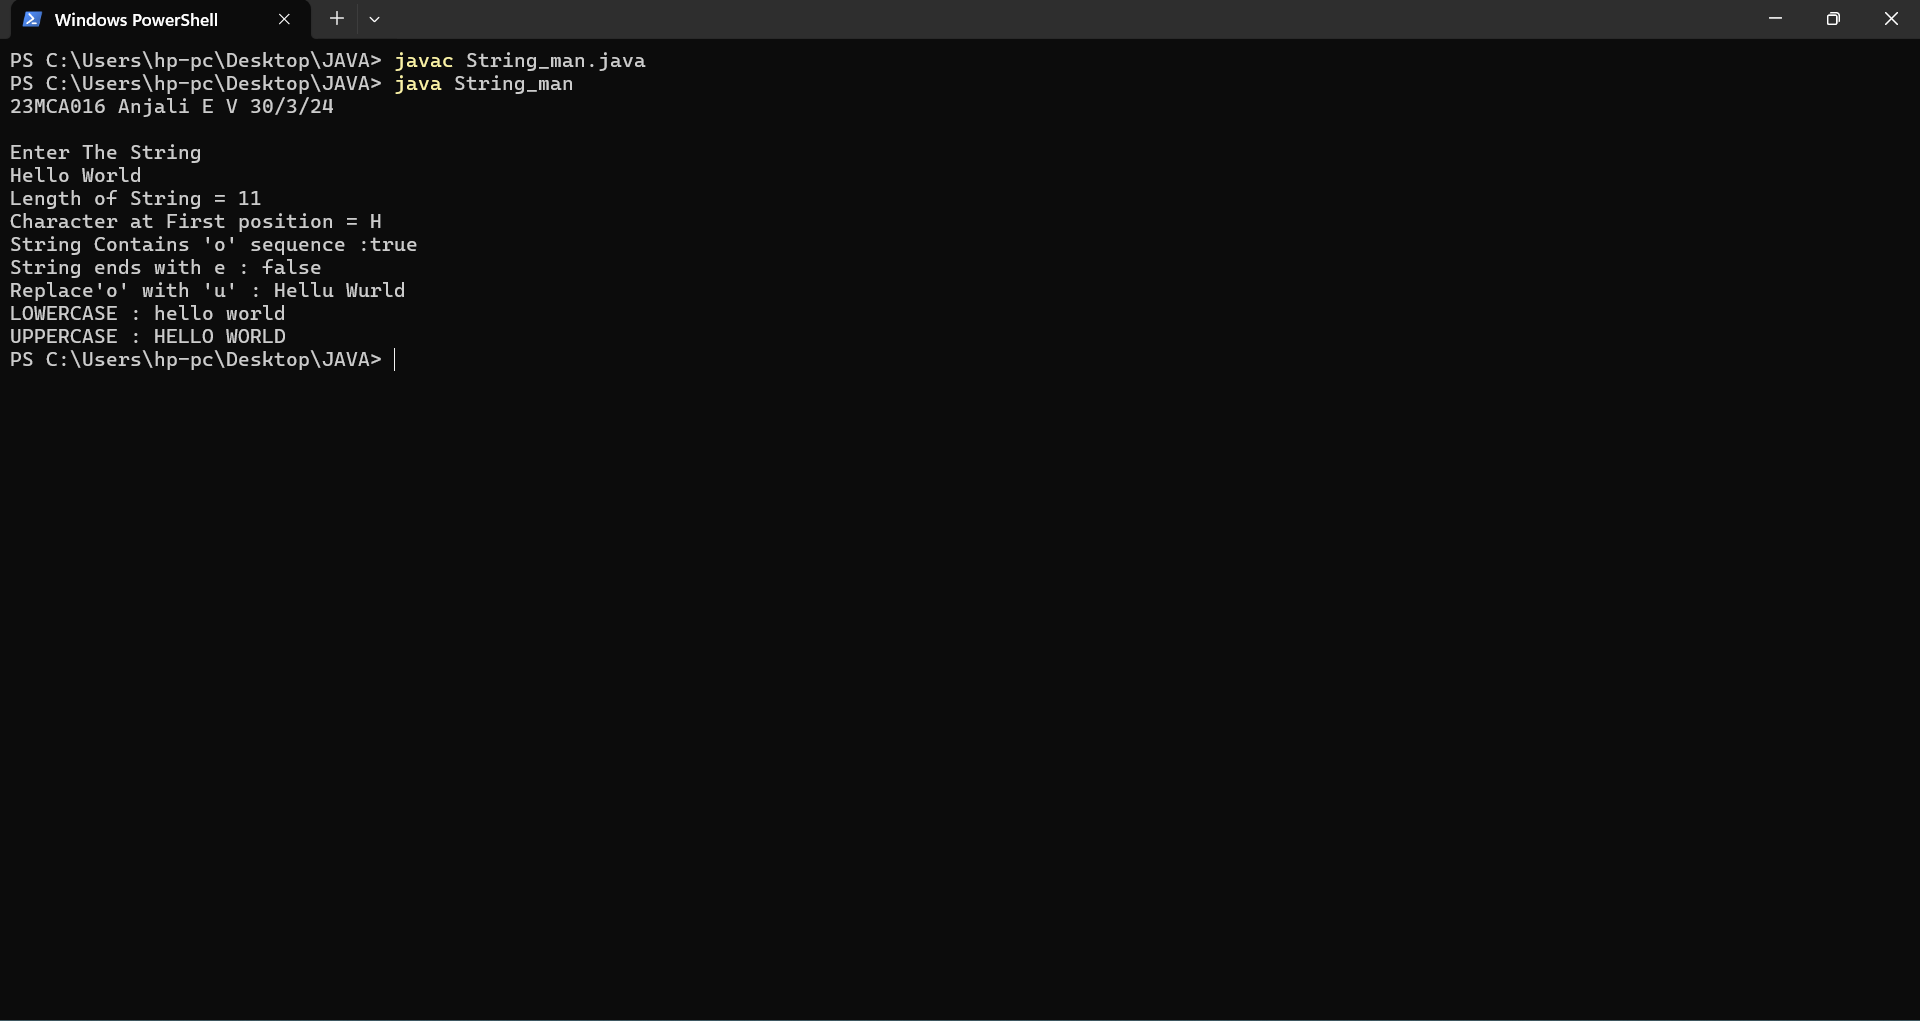 Windows PowerShell
PS C:\Users\hp-pc\Desktop\JAVA> javac String_man.java
PS C:\Users\hp-pc\Desktop\JAVA> java String_man
23MCA016 Anjali E V 30/3/24

Enter The String
Hello World
Length of String = 11
Character at First position = H
String Contains 'o' sequence :true
String ends with e : false
Replace'o' with 'u' : Hellu Wurld
LOWERCASE : hello world
UPPERCASE : HELLO WORLD
PS C:\Users\hp-pc\Desktop\JAVA>